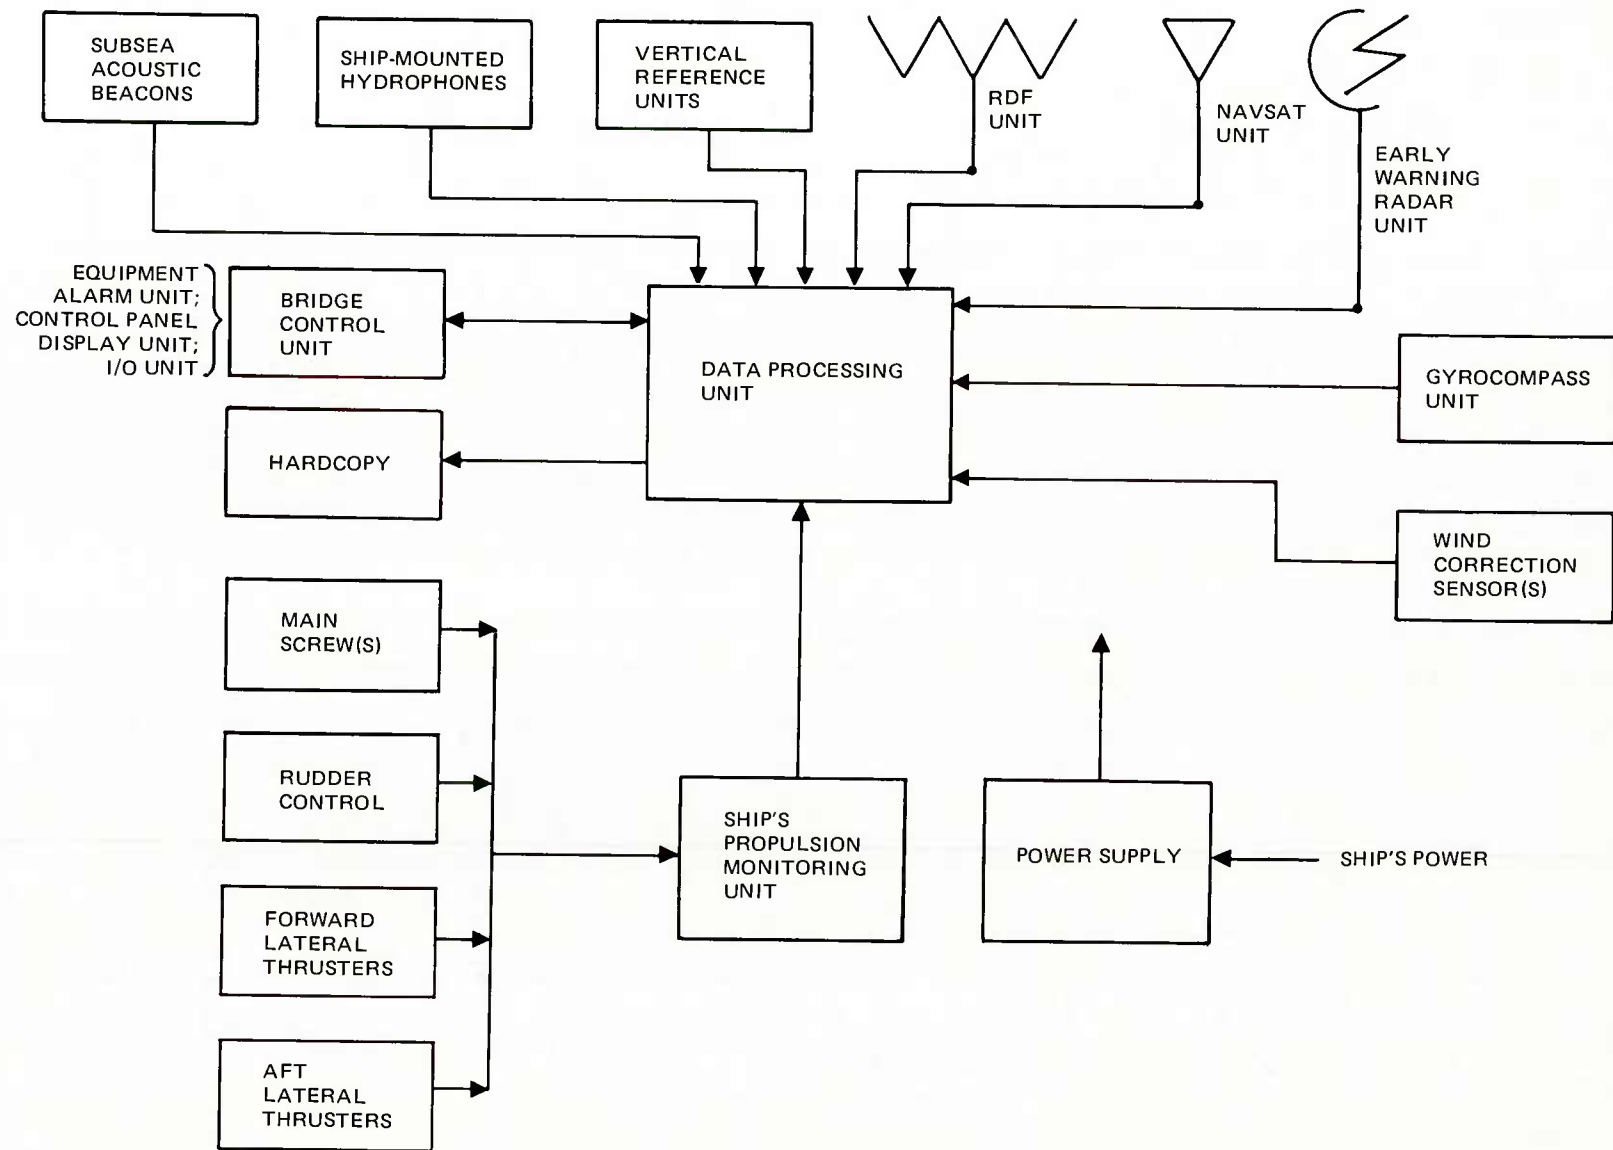 SUBSEA
ACOUSTIC
BEACONS
SHIP-MOUNTED
HYDROPHONES
VERTICAL
REFERENCE
UNITS
RDF
UNIT
NAVSAT
UNIT
EARLY
WARNING
RADAR
UNIT
EQUIPMENT
ALARM UNIT;
CONTROL PANEL
DISPLAY UNIT;
I/O UNIT
BRIDGE
CONTROL
UNIT
DATA PROCESSING
UNIT
GYROCOMPASS
UNIT
HARDCOPY
WIND
CORRECTION
SENSOR(S)
MAIN
SCREW(S)
RUDDER
CONTROL
SHIP'S
PROPULSION
MONITORING
UNIT
POWER SUPPLY
SHIP'S POWER
FORWARD
LATERAL
THRUSTERS
AFT
LATERAL
THRUSTERS